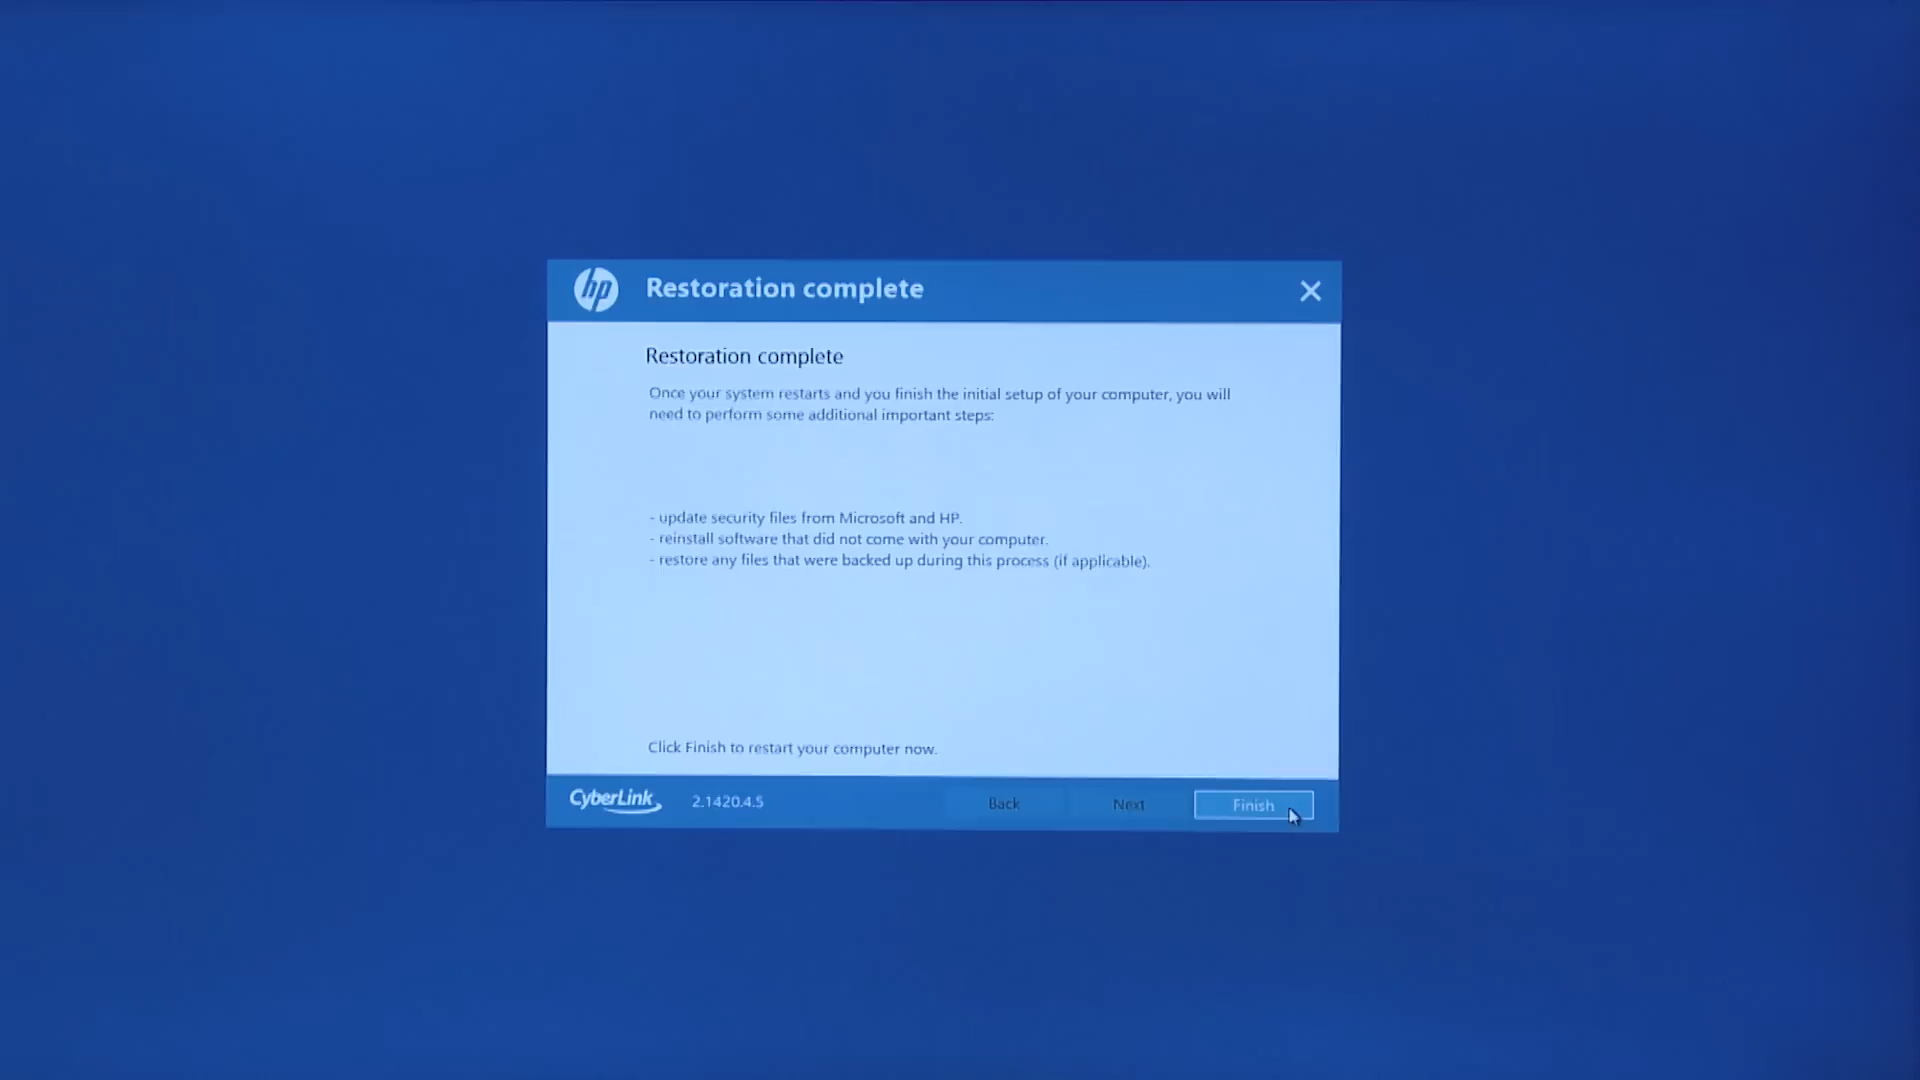 hp
Restoration complete
Restoration complete
Once your system restarts and you finish the initial setup of your computer, you will
need to perform some additional important steps:
- update security files from Microsoft and HP.
- reinstall software that did not come with your computer.
- restore any files that were backed up during this process (if applicable).
Click Finish to restart your computer now.
CyberLink 2.1420.4.5 Back Next Finish